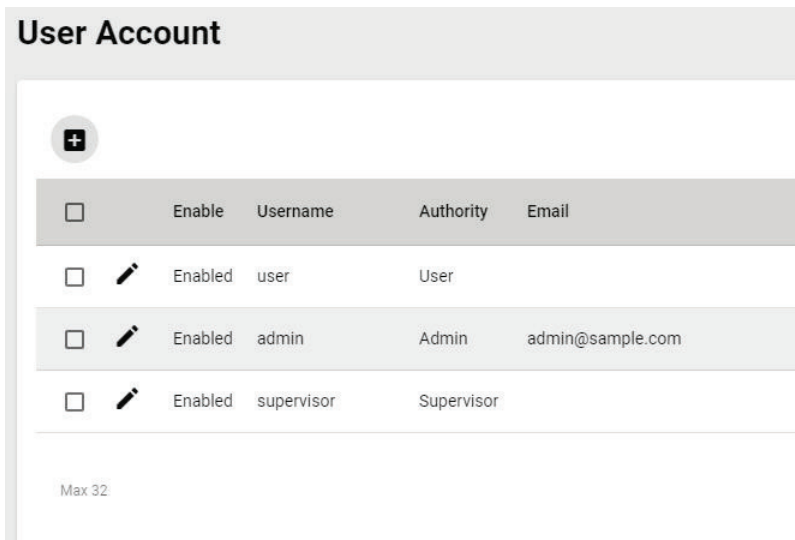 User Account
Enable Username Authority Email
Enabled user User
Enabled admin Admin admin@sample.com
Enabled supervisor Supervisor
Max 32